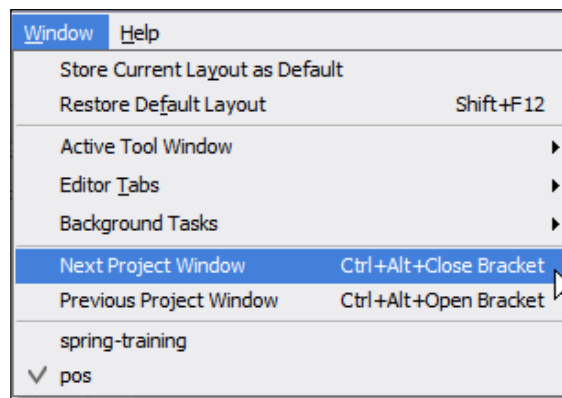 Window Help
Store Current Layout as Default
Restore Default Layout Shift+F12
Active Tool Window
Editor Tabs
Background Tasks
Next Project Window Ctrl+Alt+Close Bracket
Previous Project Window Ctrl+Alt+Open Bracket
spring-training
pos